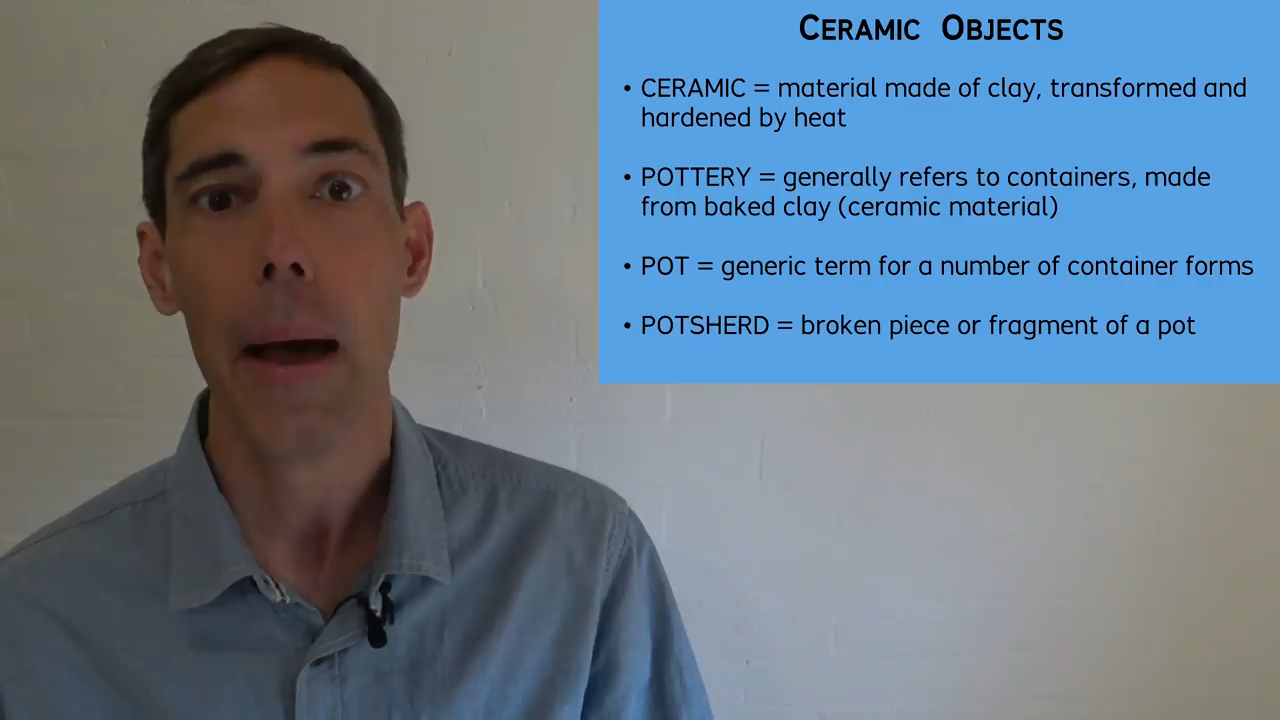 CERAMIC OBJECTS
• CERAMIC = material made of clay, transformed and
hardened by heat
• POTTERY = generally refers to containers, made
from baked clay (ceramic material)
• POT = generic term for a number of container forms
• POTSHERD = broken piece or fragment of a pot